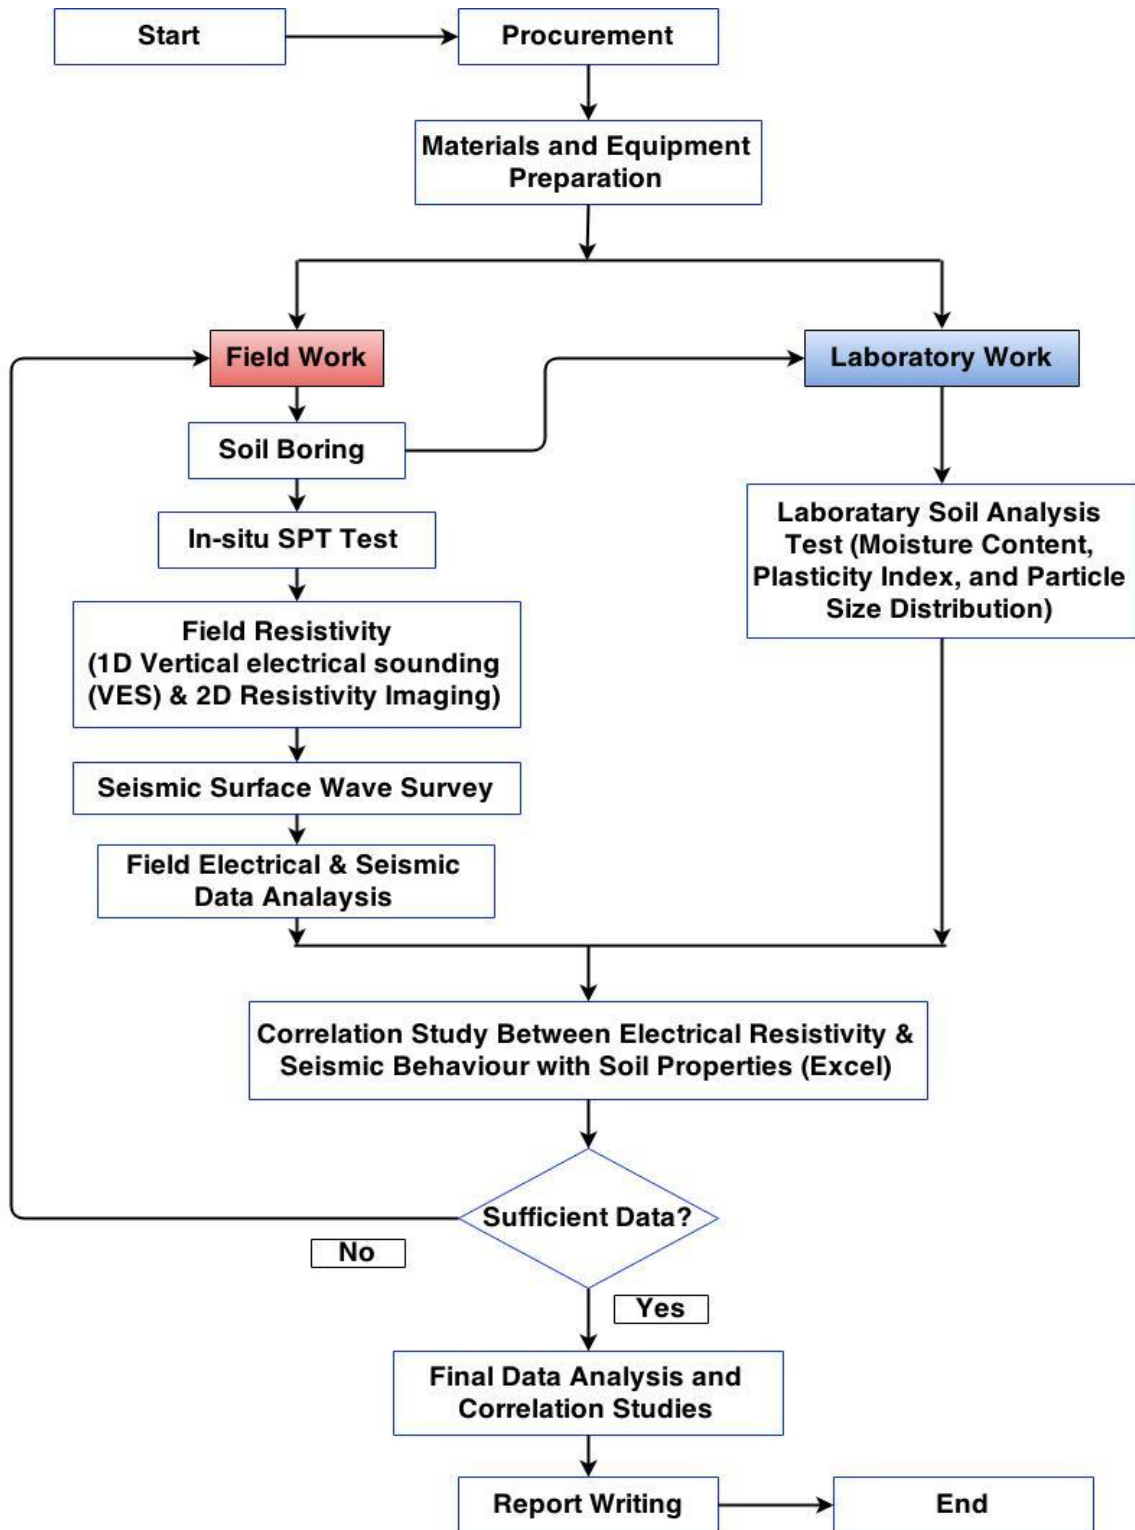 Start
Procurement
Materials and Equipment
Preparation
Field Work
Laboratory Work
Soil Boring
In-situ SPT Test
Laboratary Soil Analysis
Test (Moisture Content,
Plasticity Index, and Particle
Size Distribution)
Field Resistivity
(1D Vertical electrical sounding
(VES) & 2D Resistivity Imaging)
Seismic Surface Wave Survey
Field Electrical & Seismic
Data Analaysis
Correlation Study Between Electrical Resistivity &
Seismic Behaviour with Soil Properties (Excel)
Sufficient Data?
No
Yes
Final Data Analysis and
Correlation Studies
Report Writing
End